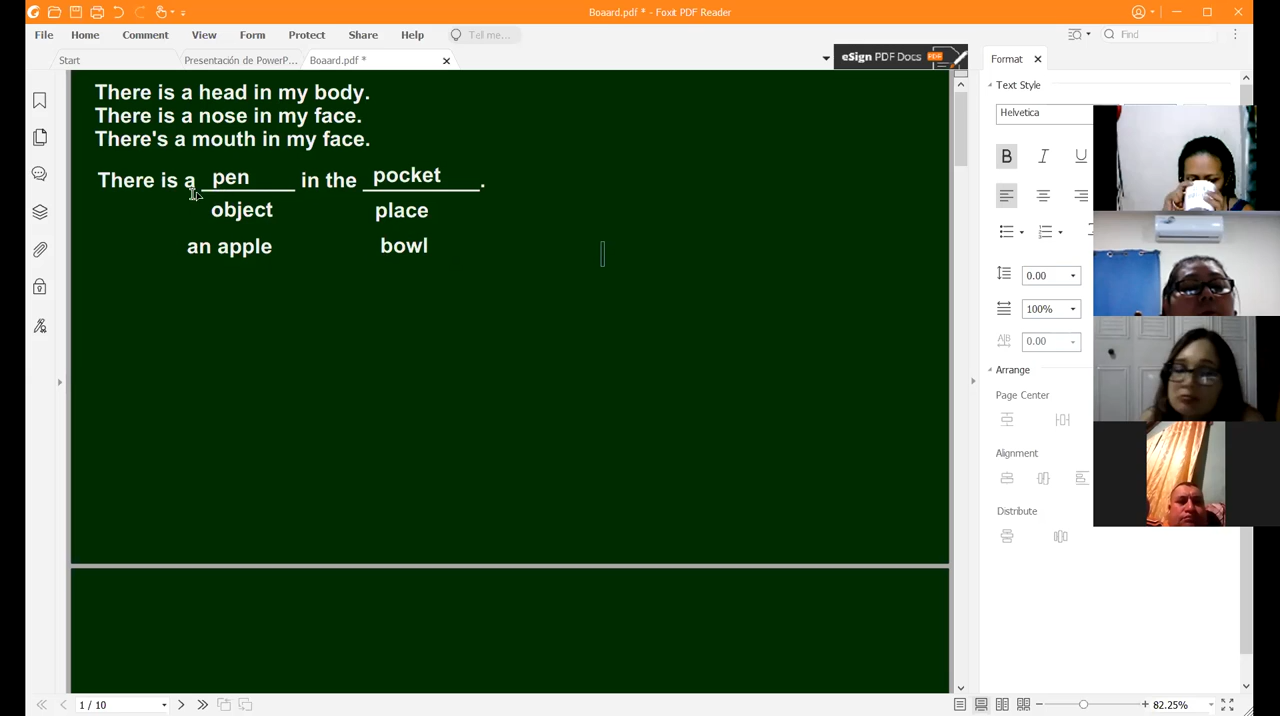 Boaard.pdf * - Foxit PDF Reader
File Home Comment View Form Protect Share Help Tell me... Find
Start Presentación de PowerP... Boaard.pdf * eSign PDF Docs PDF
Format
Text Style
Helvetica
B I U
0.00
100%
0.00
Arrange
Page Center
Alignment
Distribute
There is a head in my body.
There is a nose in my face.
There's a mouth in my face.
There is a pen in the pocket.
object place
an apple bowl
1 / 10 82.25%